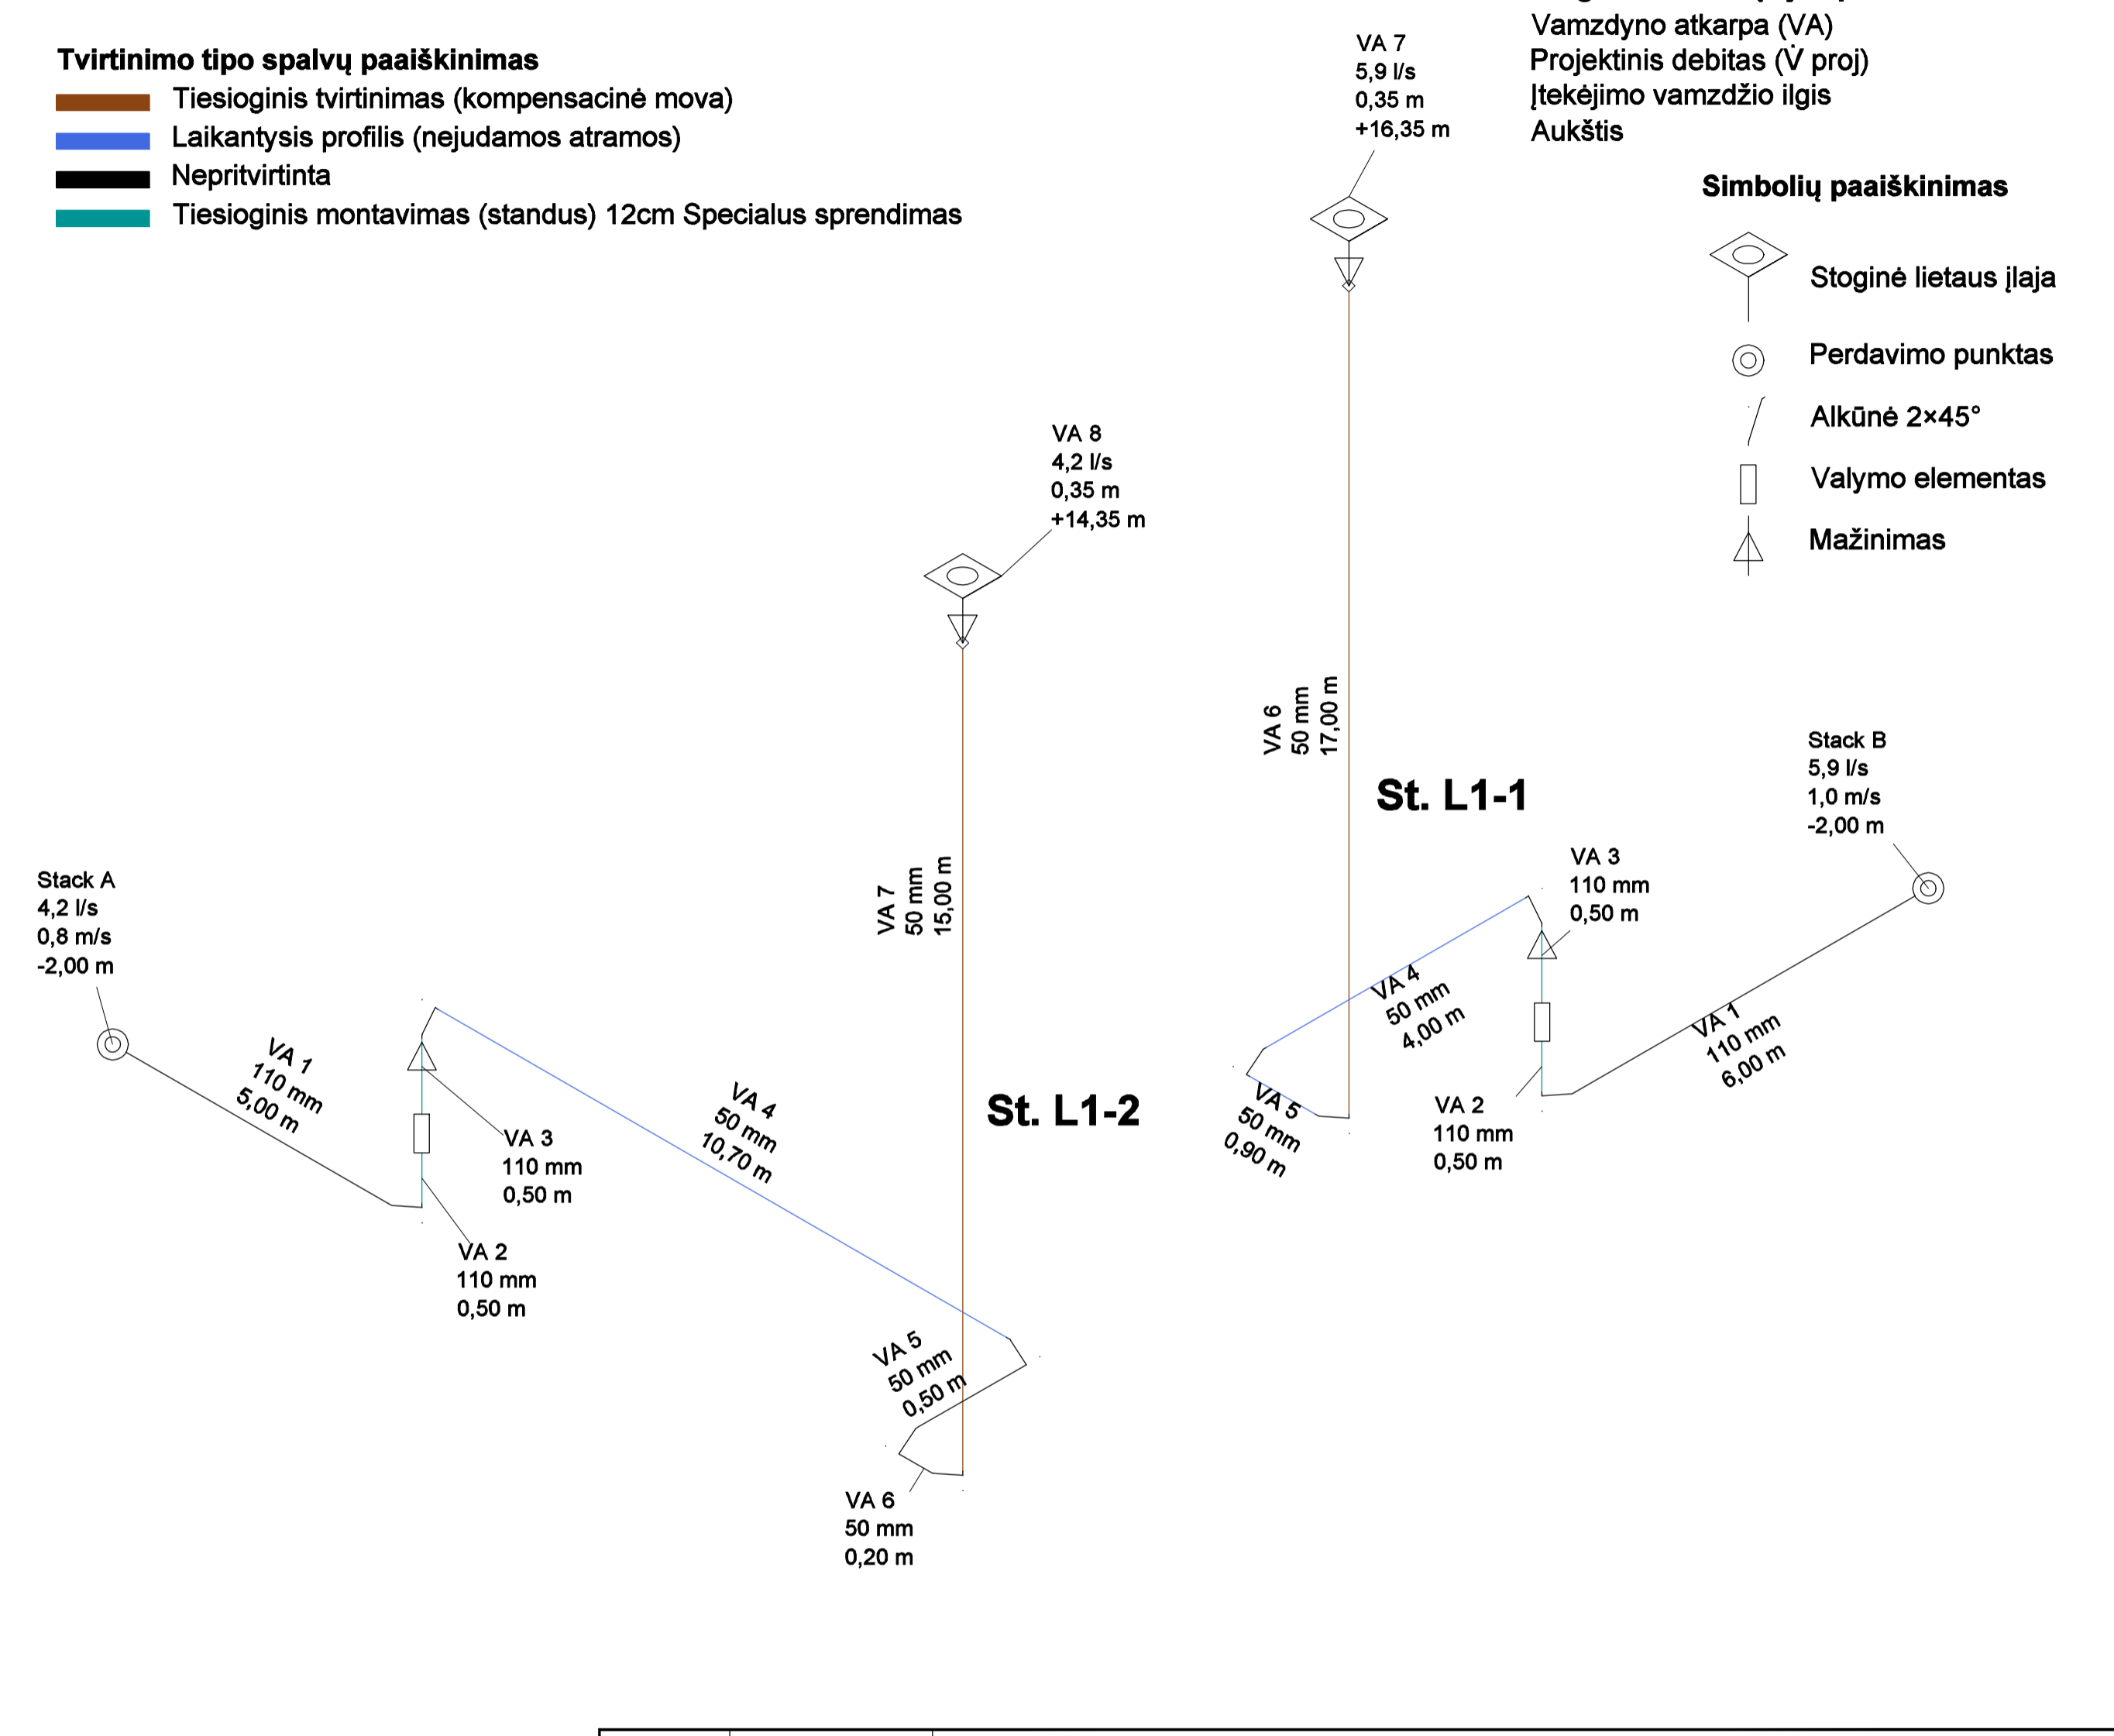 Tvirtinimo tipo spalvų paaiškinimas
Tiesioginis tvirtinimas (kompensacinė mova)
Laikantysis profilis (nejudamos atramos)
Nepritvirtinta
Tiesioginis montavimas (standus) 12cm Specialus sprendimas
VA 7
5,9 l/s
0,35 m
+16,35 m
Vamzdyno atkarpa (VA)
Projektinis debitas (V̇ proj)
Įtekėjimo vamzdžio ilgis
Aukštis
Simbolių paaiškinimas
Stoginė lietaus įlaja
Perdavimo punktas
Alkūnė 2×45°
Valymo elementas
Mažinimas
VA 8
4,2 l/s
0,35 m
+14,35 m
VA 6
50 mm
17,00 m
St. L1-1
Stack B
5,9 l/s
1,0 m/s
-2,00 m
VA 7
50 mm
15,00 m
VA 3
110 mm
0,50 m
Stack A
4,2 l/s
0,8 m/s
-2,00 m
VA 4
50 mm
4,00 m
VA 1
110 mm
6,00 m
VA 1
110 mm
5,00 m
VA 4
50 mm
10,70 m
St. L1-2
VA 5
50 mm
0,90 m
VA 2
110 mm
0,50 m
VA 3
110 mm
0,50 m
VA 2
110 mm
0,50 m
VA 5
50 mm
0,50 m
VA 6
50 mm
0,20 m